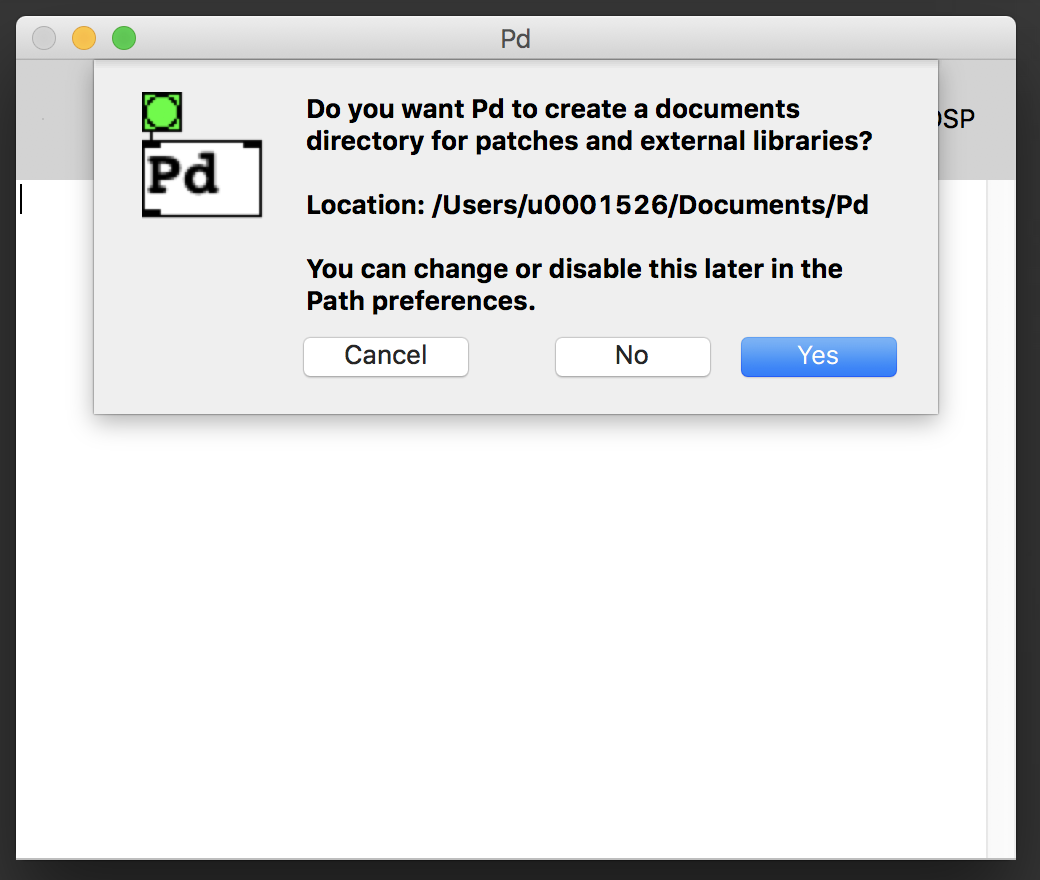 Pd
DSP
Do you want Pd to create a documents
directory for patches and external libraries?
Location: /Users/u0001526/Documents/Pd
You can change or disable this later in the
Path preferences.
Pd
Cancel
No
Yes